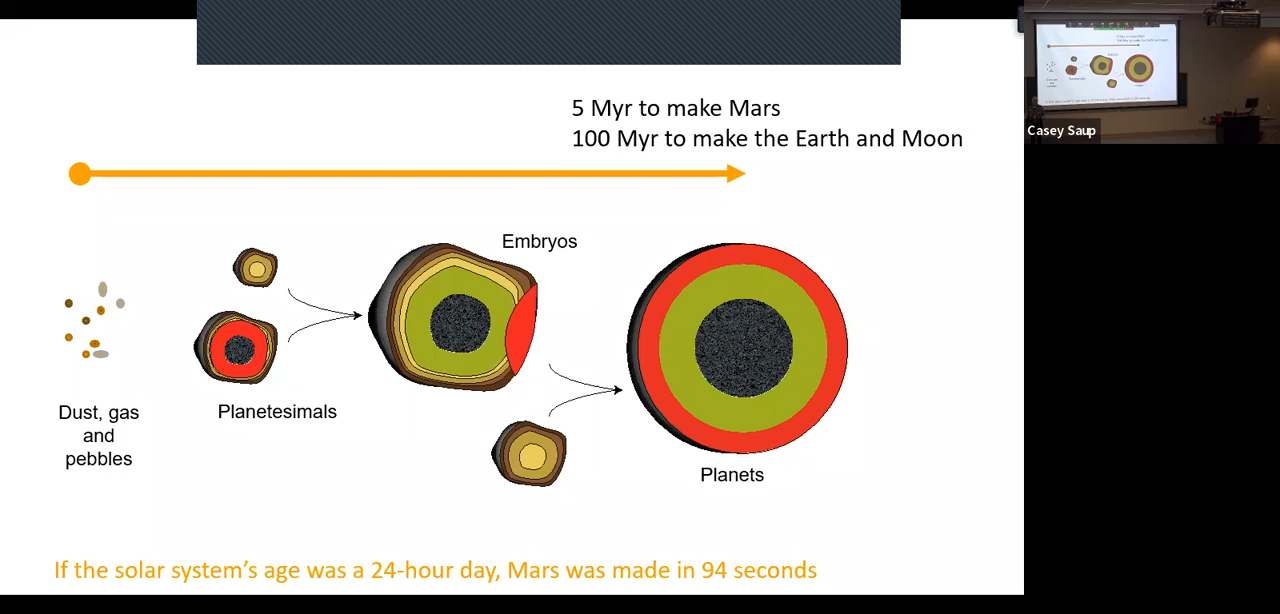 5 Myr to make Mars
100 Myr to make the Earth and Moon
Embryos
Dust, gas
and
pebbles
Planetesimals
Planets
If the solar system's age was a 24-hour day, Mars was made in 94 seconds
Casey Saup